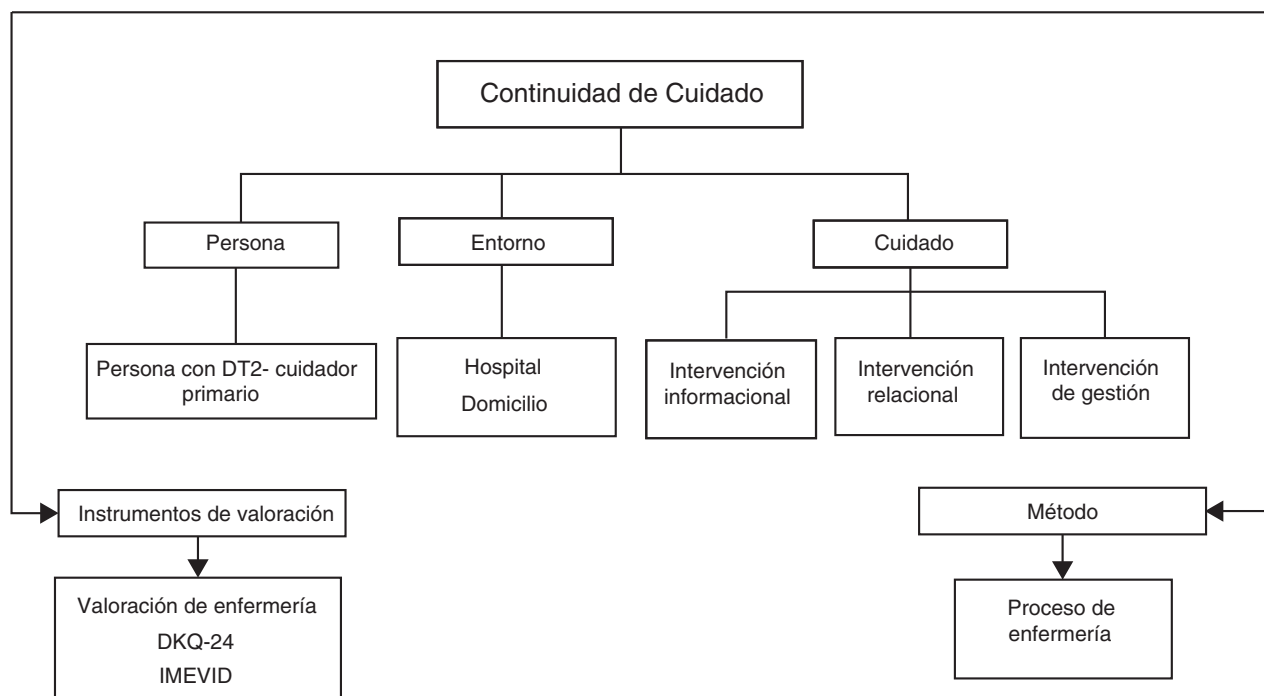 Continuidad de Cuidado
Persona
Entorno
Cuidado
Persona con DT2- cuidador
primario
Hospital
Domicilio
Intervención
informacional
Intervención
relacional
Intervención
de gestión
Instrumentos de valoración
Método
Valoración de enfermería
DKQ-24
IMEVID
Proceso de
enfermería